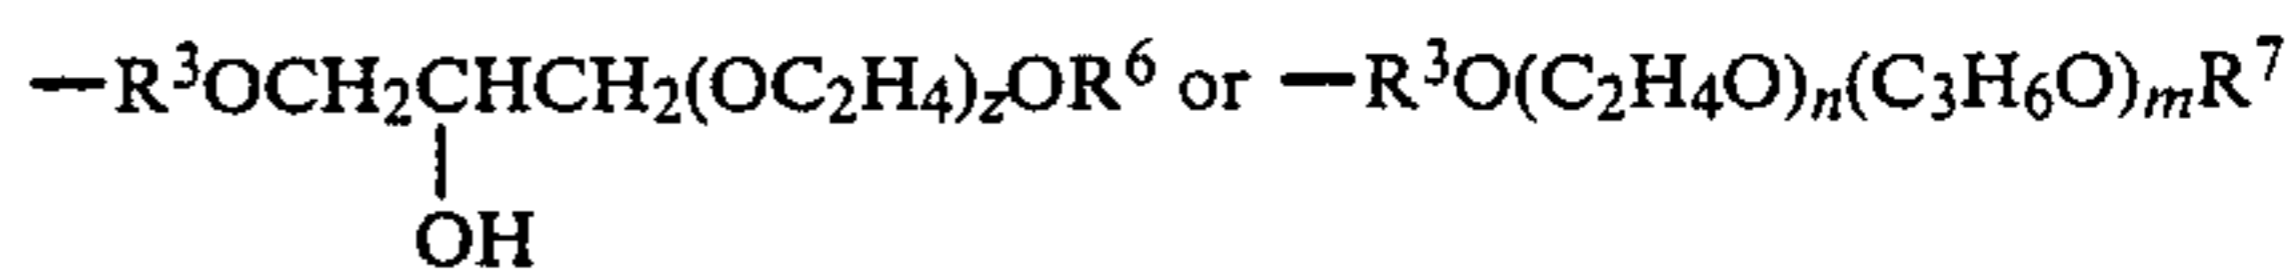 —R³OCH₂CHCH₂(OC₂H₄)zOR⁶ or —R³O(C₂H₄O)ₙ(C₃H₆O)ₘR⁷
OH